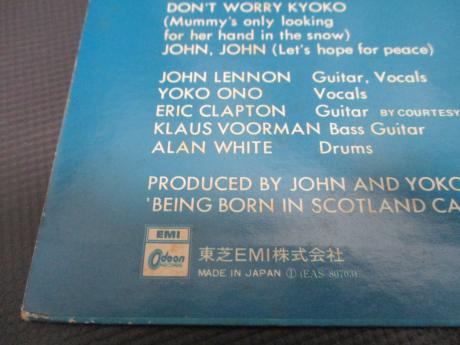 DON'T WORRY KYOKO
(Mummy's only looking
for her hand in the snow)
JOHN, JOHN (Let's hope for peace)
JOHN LENNON Guitar, Vocals
YOKO ONO Vocals
ERIC CLAPTON Guitar BY COURTESY
KLAUS VOORMAN Bass Guitar
ALAN WHITE Drums
PRODUCED BY JOHN AND YOKO
'BEING BORN IN SCOTLAND CA
EMI
Odeon
RECORDS
東芝EMI株式会社
MADE IN JAPAN Ⓙ (EAS-80703)